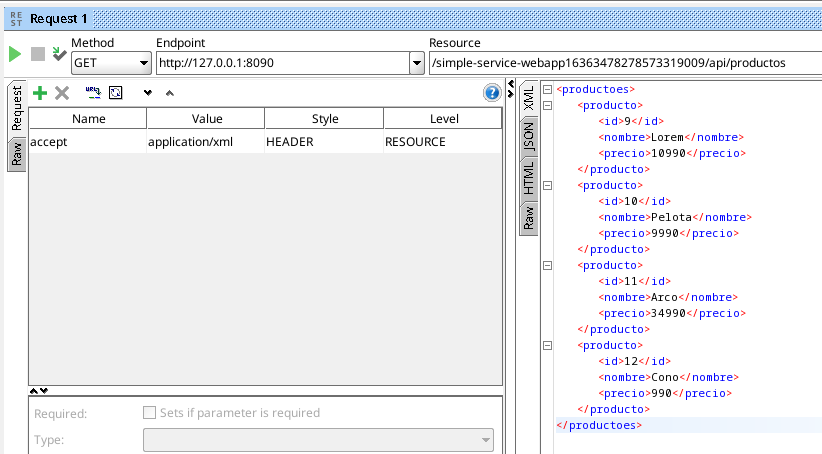 RE
ST
Request 1
Method
Endpoint
Resource
GET
http://127.0.0.1:8090
/simple-service-webapp16363478278573319009/api/productos
Request
Raw
?
Name Value Style Level
accept application/xml HEADER RESOURCE
Required:
Sets if parameter is required
Type:
XML
JSON
HTML
Raw
<productoes>
<producto>
<id>9</id>
<nombre>Lorem</nombre>
<precio>10990</precio>
</producto>
<producto>
<id>10</id>
<nombre>Pelota</nombre>
<precio>9990</precio>
</producto>
<producto>
<id>11</id>
<nombre>Arco</nombre>
<precio>34990</precio>
</producto>
<producto>
<id>12</id>
<nombre>Cono</nombre>
<precio>990</precio>
</producto>
</productoes>